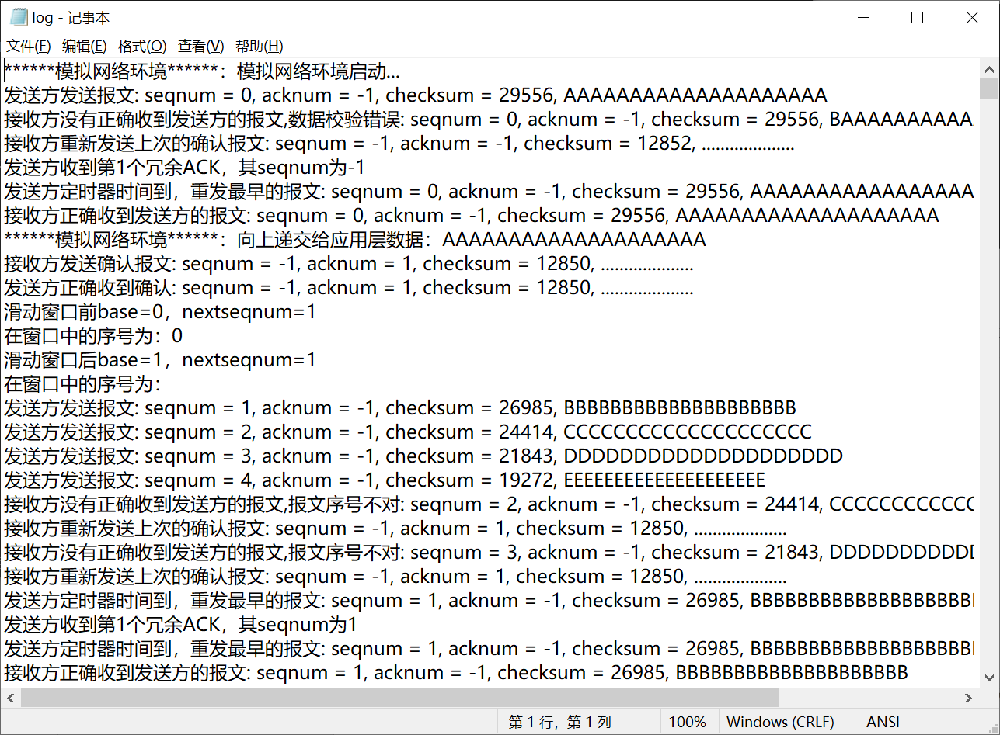 log - 记事本
文件(F) 编辑(E) 格式(O) 查看(V) 帮助(H)
******模拟网络环境******：模拟网络环境启动...
发送方发送报文: seqnum = 0, acknum = -1, checksum = 29556, AAAAAAAAAAAAAAAAAAAAA
接收方没有正确收到发送方的报文,数据校验错误: seqnum = 0, acknum = -1, checksum = 29556, BAAAAAAAAAA
接收方重新发送上次的确认报文: seqnum = -1, acknum = -1, checksum = 12852, .....................
发送方收到第1个冗余ACK，其seqnum为-1
发送方定时器时间到，重发最早的报文: seqnum = 0, acknum = -1, checksum = 29556, AAAAAAAAAAAAAAAAA
接收方正确收到发送方的报文: seqnum = 0, acknum = -1, checksum = 29556, AAAAAAAAAAAAAAAAAAAAA
******模拟网络环境******：向上递交给应用层数据：AAAAAAAAAAAAAAAAAAAAA
接收方发送确认报文: seqnum = -1, acknum = 1, checksum = 12850, .....................
发送方正确收到确认: seqnum = -1, acknum = 1, checksum = 12850, .....................
滑动窗口前base=0，nextseqnum=1
在窗口中的序号为：0
滑动窗口后base=1，nextseqnum=1
在窗口中的序号为：
发送方发送报文: seqnum = 1, acknum = -1, checksum = 26985, BBBBBBBBBBBBBBBBBBBBB
发送方发送报文: seqnum = 2, acknum = -1, checksum = 24414, CCCCCCCCCCCCCCCCCCCCC
发送方发送报文: seqnum = 3, acknum = -1, checksum = 21843, DDDDDDDDDDDDDDDDDDDDD
发送方发送报文: seqnum = 4, acknum = -1, checksum = 19272, EEEEEEEEEEEEEEEEEEEEE
接收方没有正确收到发送方的报文,报文序号不对: seqnum = 2, acknum = -1, checksum = 24414, CCCCCCCCCCCC
接收方重新发送上次的确认报文: seqnum = -1, acknum = 1, checksum = 12850, .....................
接收方没有正确收到发送方的报文,报文序号不对: seqnum = 3, acknum = -1, checksum = 21843, DDDDDDDDDDD
接收方重新发送上次的确认报文: seqnum = -1, acknum = 1, checksum = 12850, .....................
发送方定时器时间到，重发最早的报文: seqnum = 1, acknum = -1, checksum = 26985, BBBBBBBBBBBBBBBBBBBB
发送方收到第1个冗余ACK，其seqnum为1
发送方定时器时间到，重发最早的报文: seqnum = 1, acknum = -1, checksum = 26985, BBBBBBBBBBBBBBBBBBBB
接收方正确收到发送方的报文: seqnum = 1, acknum = -1, checksum = 26985, BBBBBBBBBBBBBBBBBBBBB
第 1 行，第 1 列 100% Windows (CRLF) ANSI